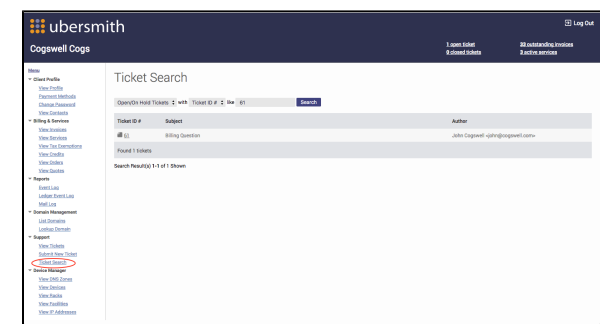 ubersmith
Log Out
Cogswell Cogs
1 open ticket
33 outstanding invoices
0 closed tickets
3 active services
Menu
Client Profile
View Profile
Payment Methods
Change Password
View Contacts
Billing & Services
View Invoices
View Services
View Tax Exemptions
View Credits
View Orders
View Quotes
Reports
Event Log
Ledger Event Log
Mail Log
Domain Management
List Domains
Lookup Domain
Support
View Tickets
Submit New Ticket
Ticket Search
Device Manager
View DNS Zones
View Devices
View Racks
View Facilities
View IP Addresses
Ticket Search
Open/On Hold Tickets with Ticket ID # like 61 Search
Ticket ID # Subject Author
61 Billing Question John Cogswell <john@cogswell.com>
Found 1 tickets
Search Result(s) 1-1 of 1 Shown